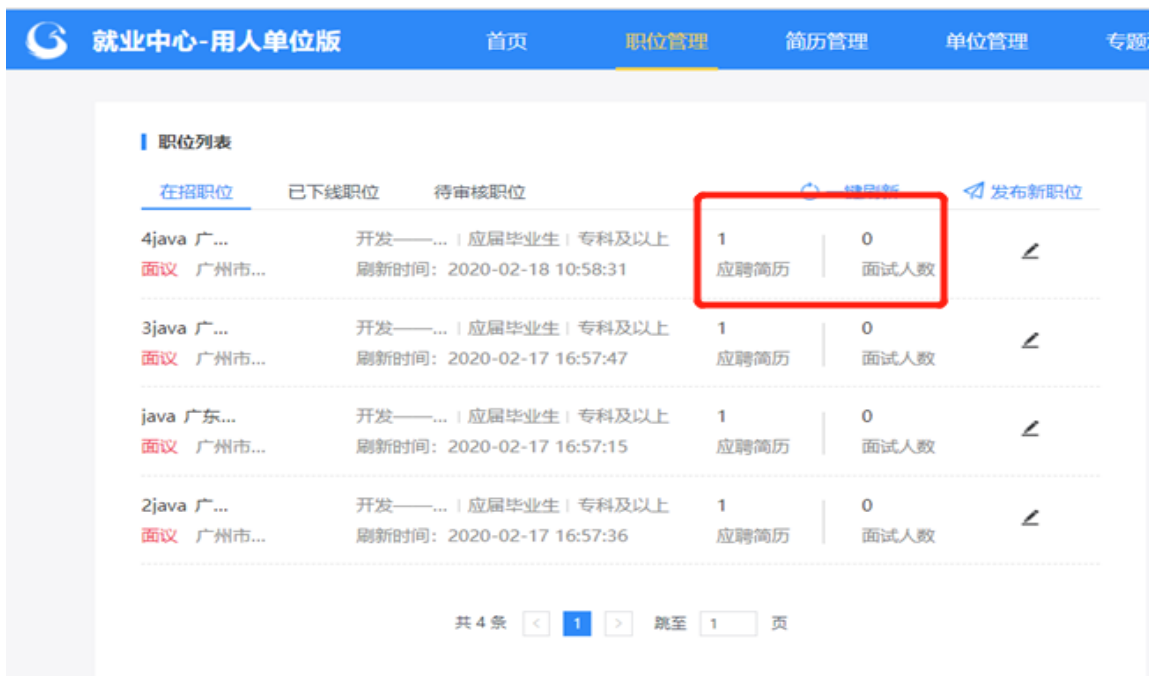 就业中心-用人单位版 首页 职位管理 简历管理 单位管理 专题
职位列表
在招职位 已下线职位 待审核职位 一键刷新 发布新职位
4java 广... 开发——... | 应届毕业生 | 专科及以上 1 0
面议 广州市... 刷新时间：2020-02-18 10:58:31 应聘简历 面试人数
3java 广... 开发——... | 应届毕业生 | 专科及以上 1 0
面议 广州市... 刷新时间：2020-02-17 16:57:47 应聘简历 面试人数
java 广东... 开发——... | 应届毕业生 | 专科及以上 1 0
面议 广州市... 刷新时间：2020-02-17 16:57:15 应聘简历 面试人数
2java 广... 开发——... | 应届毕业生 | 专科及以上 1 0
面议 广州市... 刷新时间：2020-02-17 16:57:36 应聘简历 面试人数
共 4 条 < 1 > 跳至 1 页